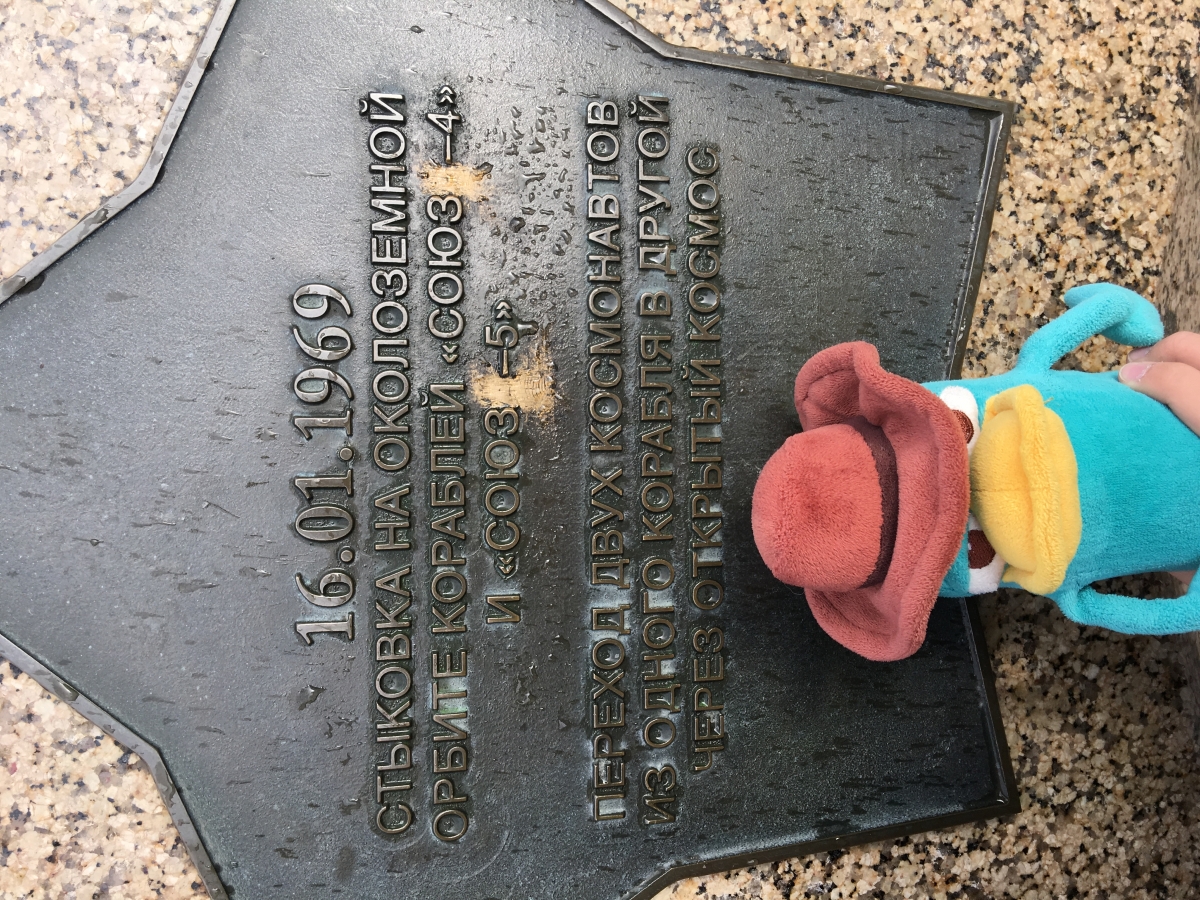 16.01.1969
СТЫКОВКА НА ОКОЛОЗЕМНОЙ
ОРБИТЕ КОРАБЛЕЙ «СОЮЗ –4»
И «СОЮЗ –5»
ПЕРЕХОД ДВУХ КОСМОНАВТОВ
ИЗ ОДНОГО КОРАБЛЯ В ДРУГОЙ
ЧЕРЕЗ ОТКРЫТЫЙ КОСМОС